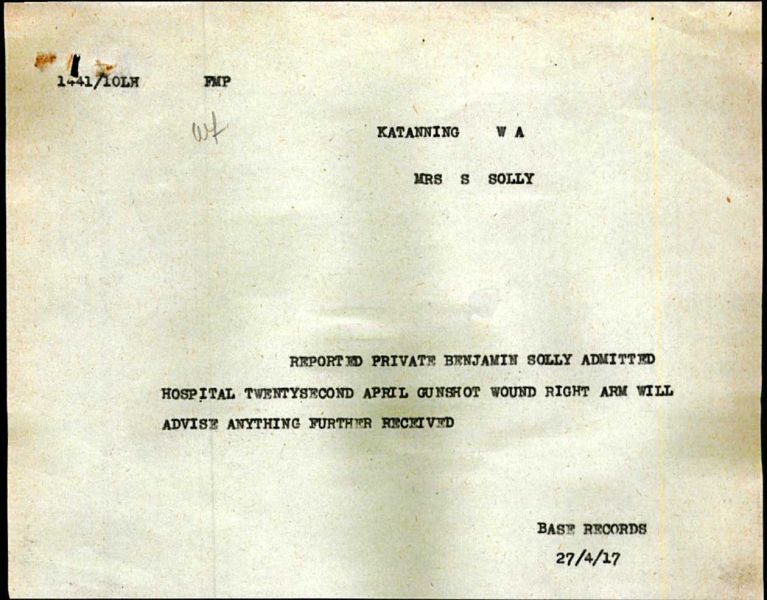 1441/10LH FMP
wf
KATANNING W A
MRS S SOLLY
REPORTED PRIVATE BENJAMIN SOLLY ADMITTED
HOSPITAL TWENTYSECOND APRIL GUNSHOT WOUND RIGHT ARM WILL
ADVISE ANYTHING FURTHER RECEIVED
BASE RECORDS
27/4/17